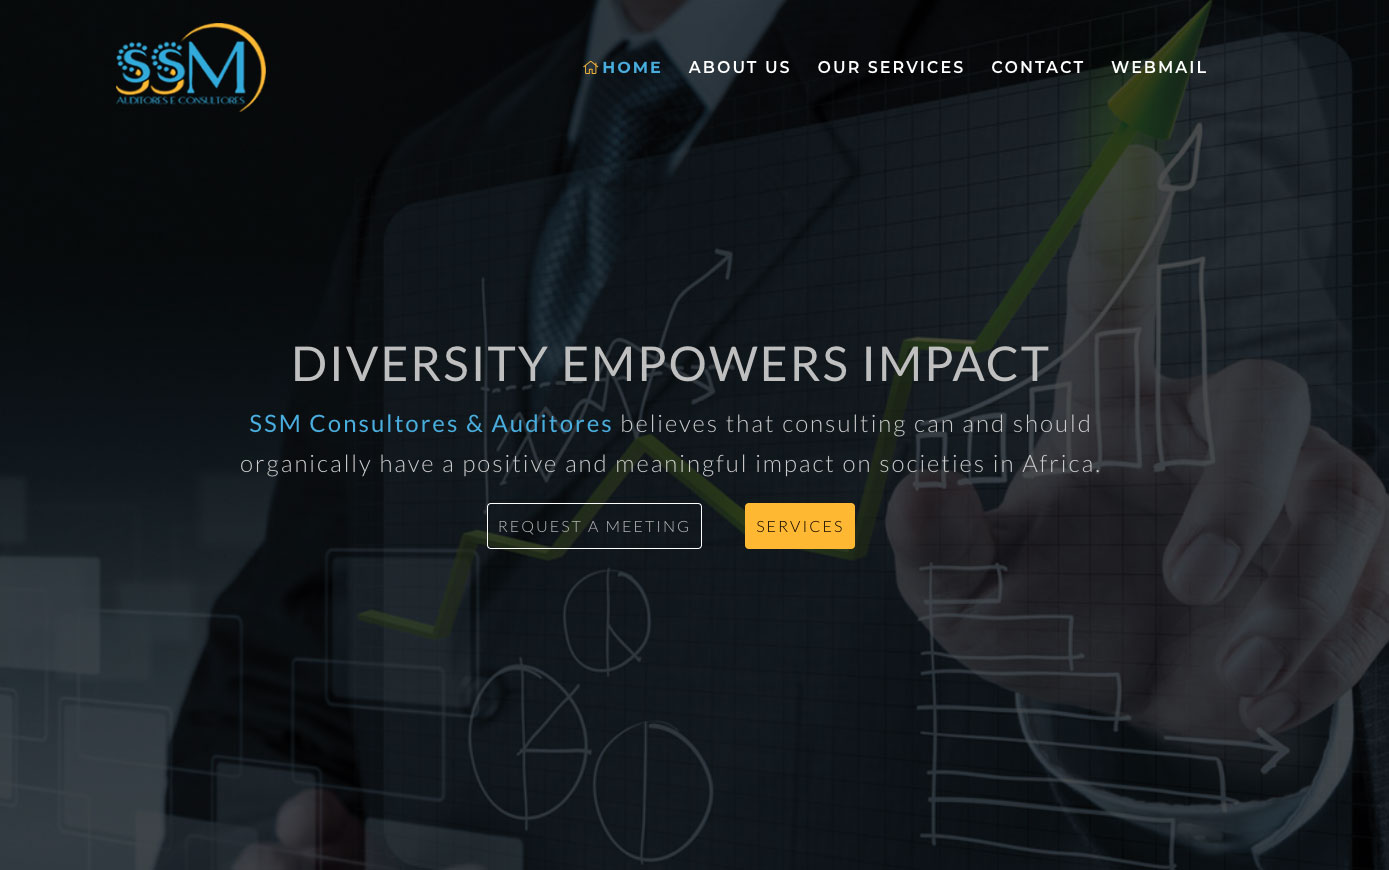 SSM
AUDITORES E CONSULTORES
HOME
ABOUT US
OUR SERVICES
CONTACT
WEBMAIL
DIVERSITY EMPOWERS IMPACT
SSM Consultores & Auditores believes that consulting can and should
organically have a positive and meaningful impact on societies in Africa.
REQUEST A MEETING
SERVICES